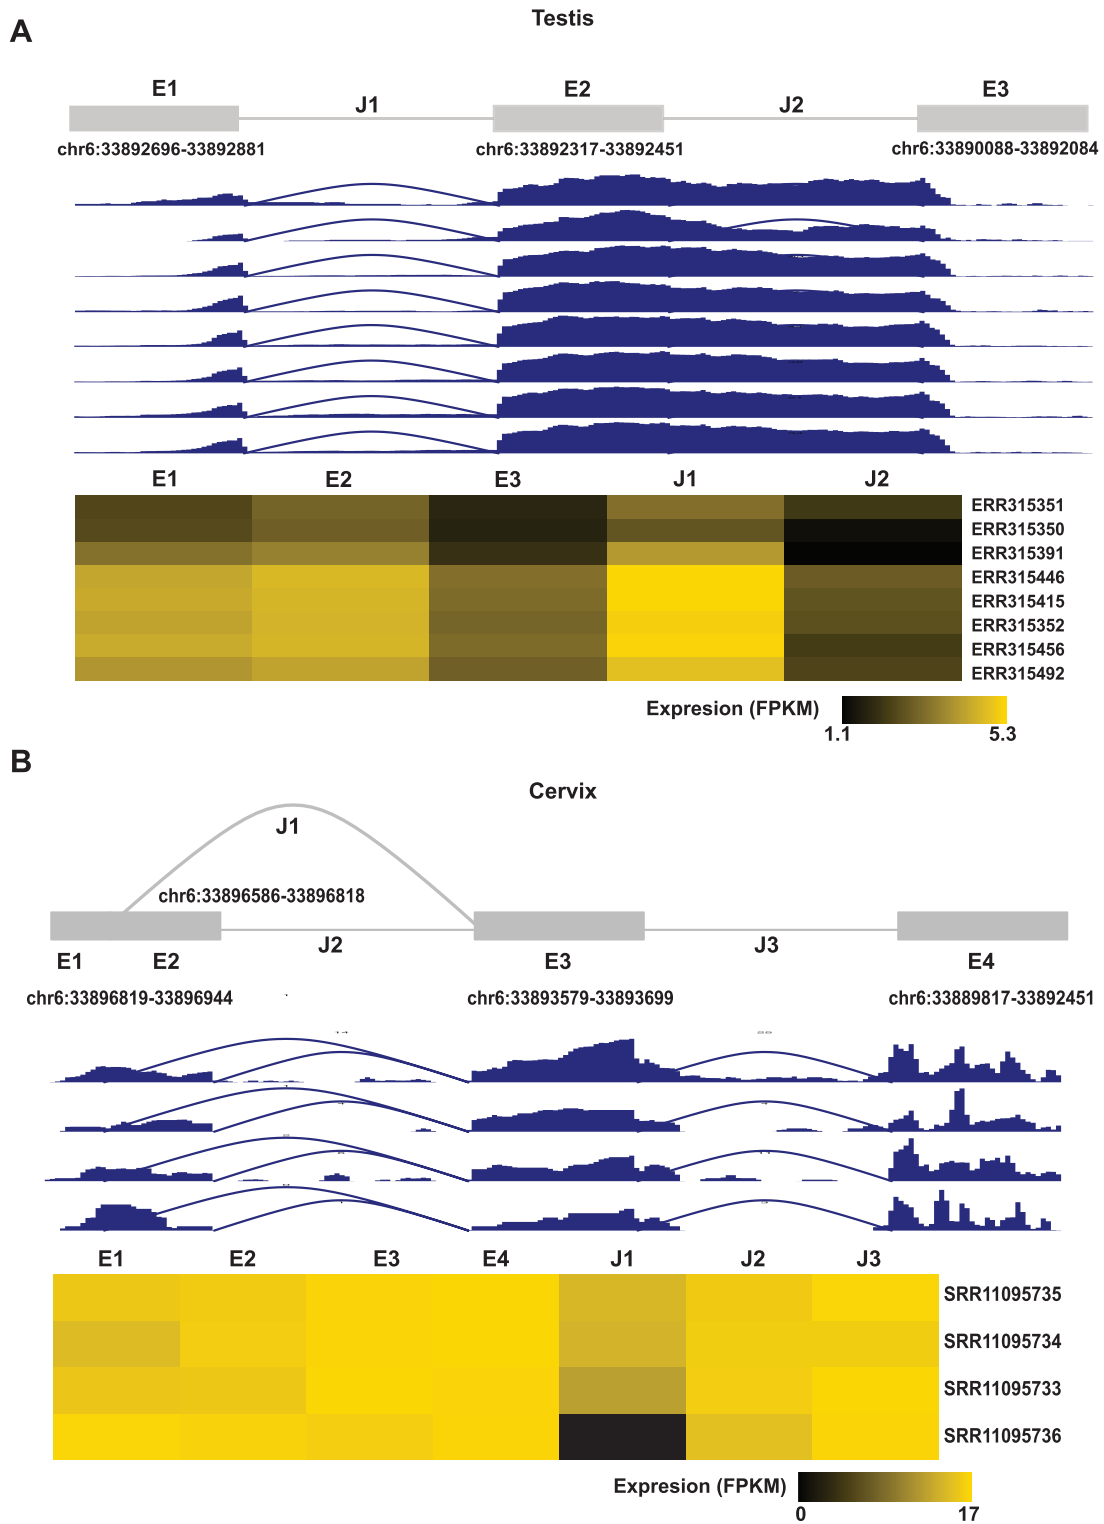 A
Testis
E1
J1
E2
J2
E3
chr6:33892696-33892881
chr6:33892317-33892451
chr6:33890088-33892084
E1
E2
E3
J1
J2
ERR315351
ERR315350
ERR315391
ERR315446
ERR315415
ERR315352
ERR315456
ERR315492
Expresion (FPKM)
1.1
5.3
B
Cervix
J1
chr6:33896586-33896818
E1
E2
J2
E3
J3
E4
chr6:33896819-33896944
chr6:33893579-33893699
chr6:33889817-33892451
E1
E2
E3
E4
J1
J2
J3
SRR11095735
SRR11095734
SRR11095733
SRR11095736
Expresion (FPKM)
0
17